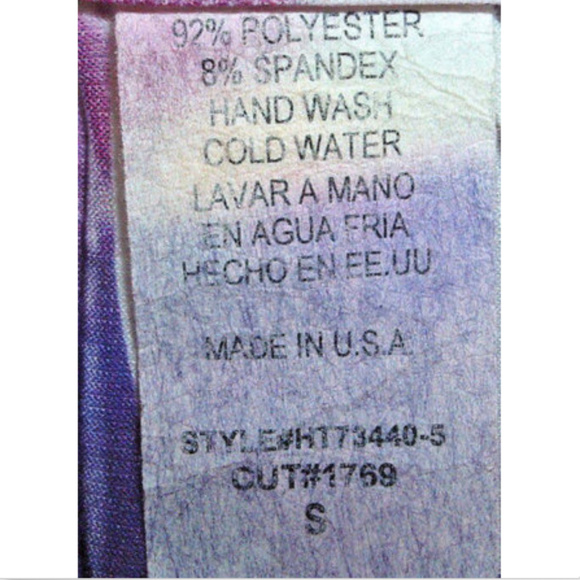 92% POLYESTER
8% SPANDEX
HAND WASH
COLD WATER
LAVAR A MANO
EN AGUA FRIA
HECHO EN EE.UU
MADE IN U.S.A.
STYLE#HT73440-5
CUT#1769
S